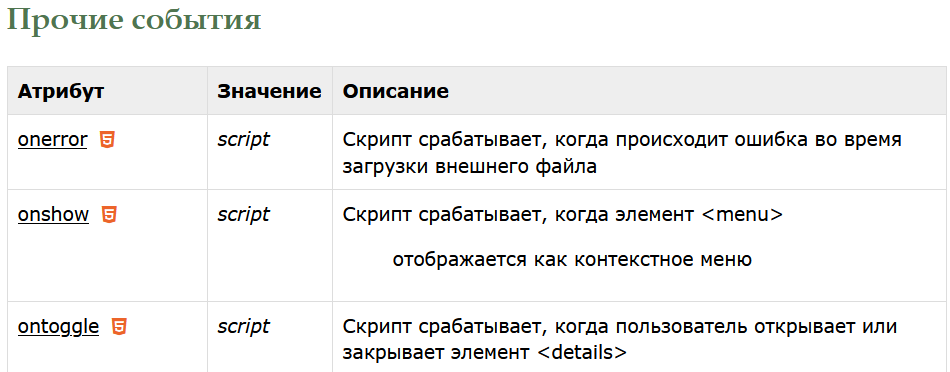 Прочие события
Атрибут Значение Описание
onerror script Скрипт срабатывает, когда происходит ошибка во время
загрузки внешнего файла
onshow script Скрипт срабатывает, когда элемент <menu>
отображается как контекстное меню
ontoggle script Скрипт срабатывает, когда пользователь открывает или
закрывает элемент <details>